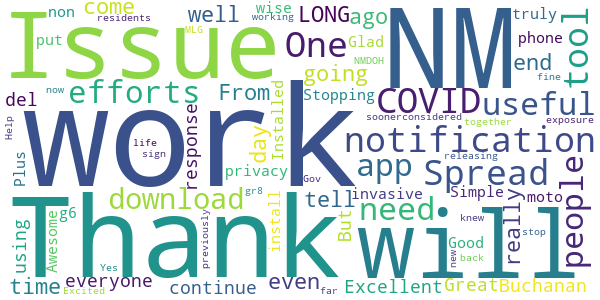 non come residents well wise working LONG ago truly
put MLG Glad phone
Issue One NM end tool
now going NMDOH fine
del efforts From Stopping COVID useful
Help work Installed soonerconsidered together exposure
response day notification
life sign app releasing
Plus privacy Gov Spread people
download gr8 tell invasive Simple moto
Thank will need
using Awesome g6 previously install But really Good knew new stop back
time Yes everyone continue even far Excellent Great Buchanan
Excited